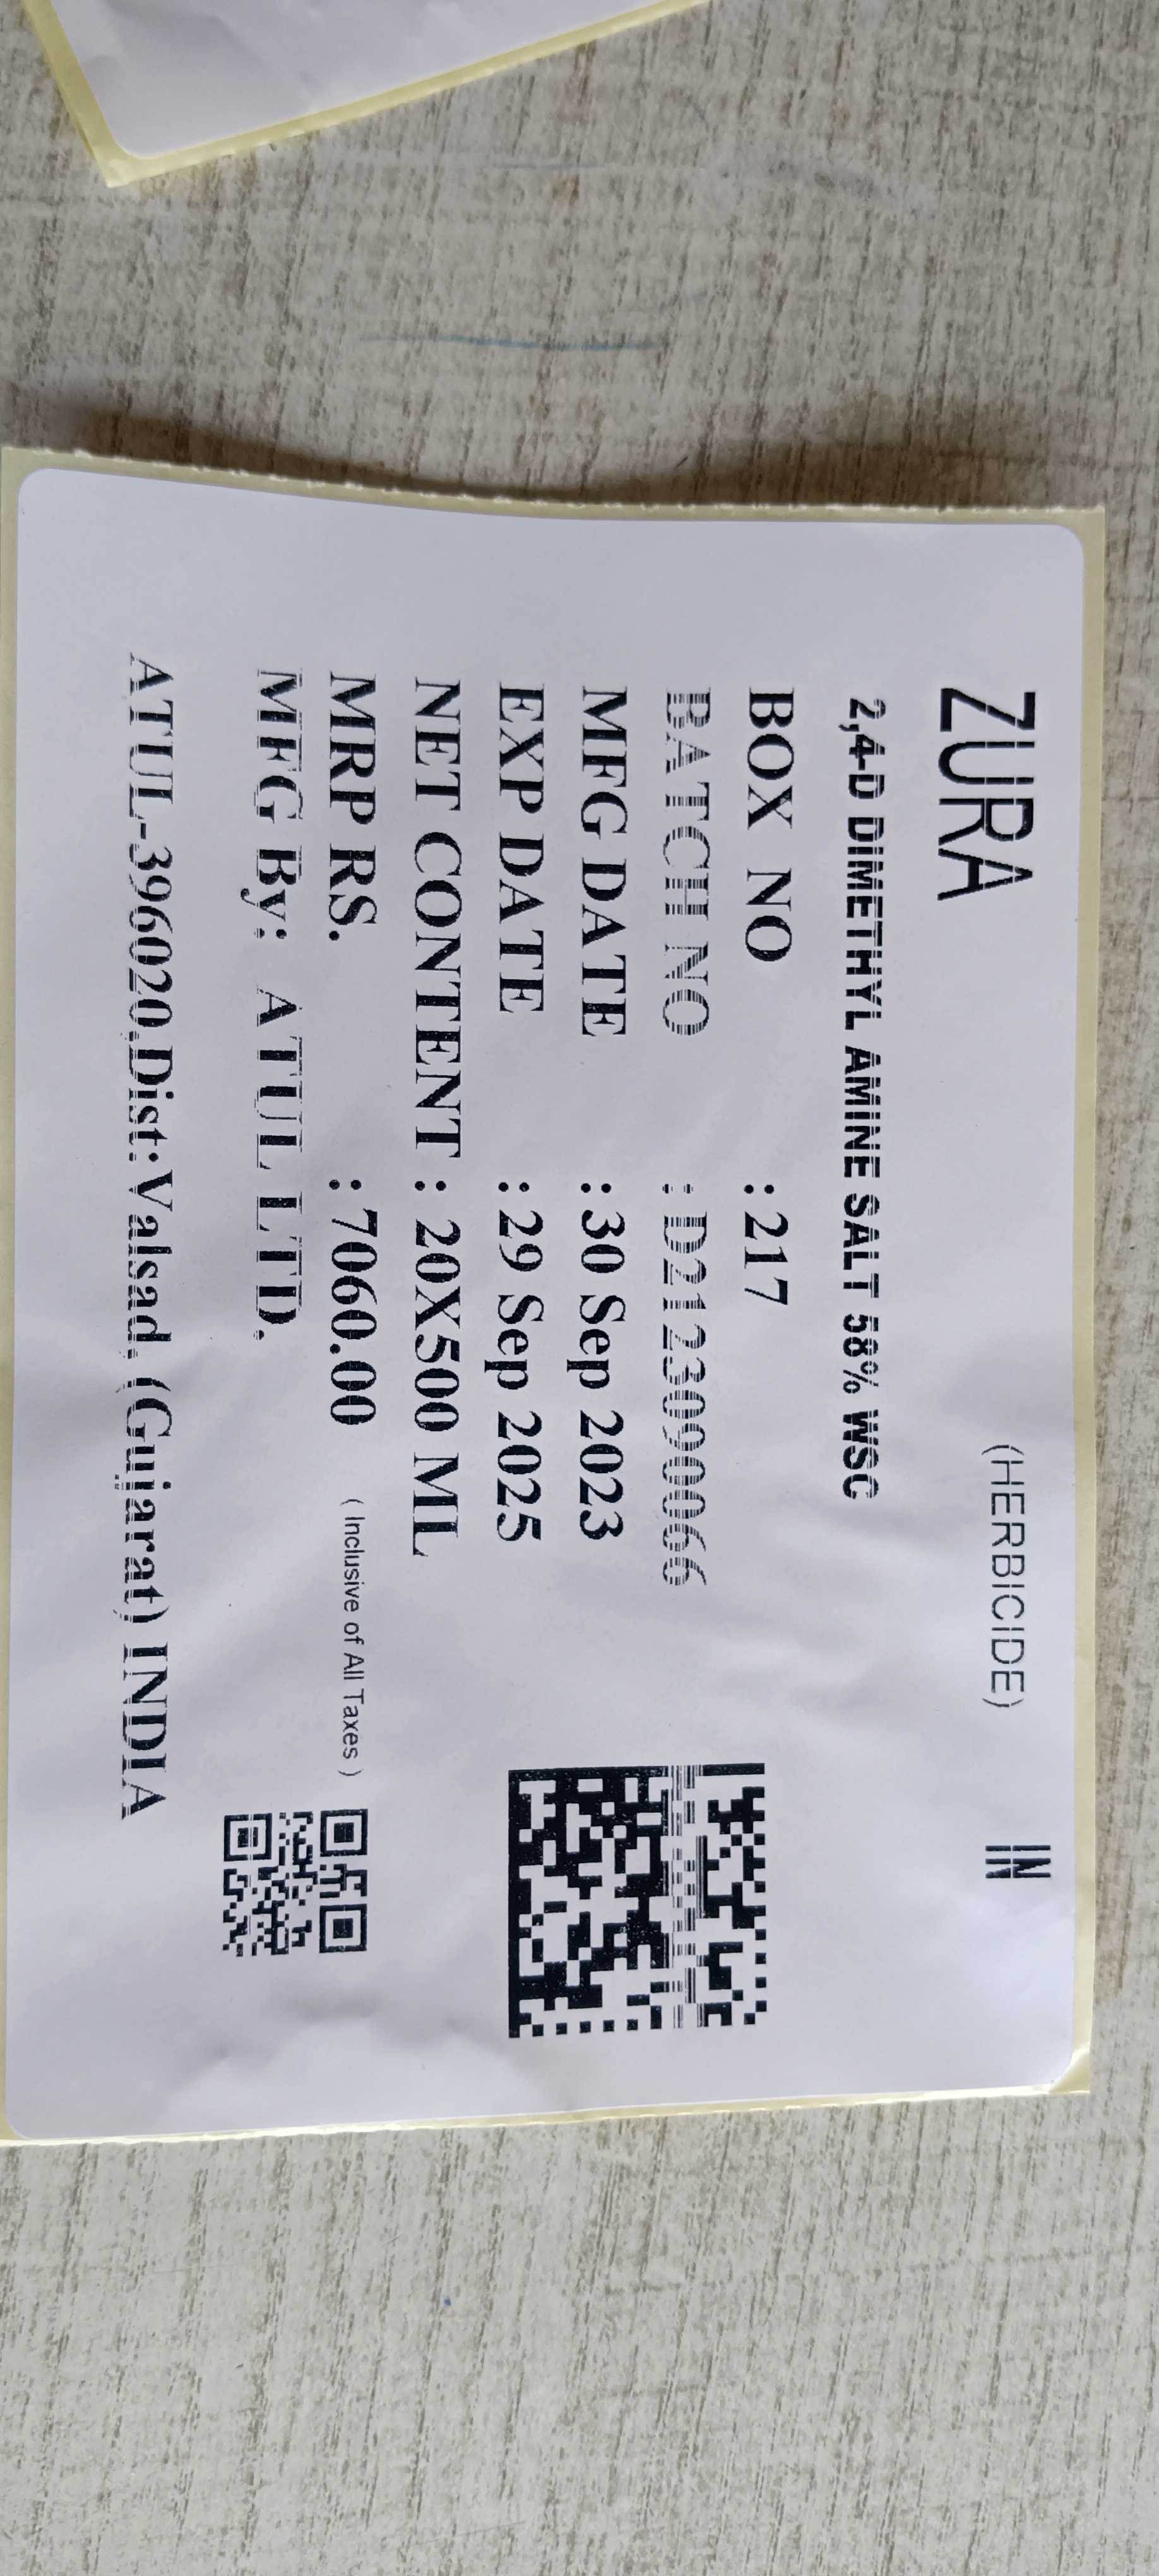 ZURA (HERBICIDE) IN
2,4-D DIMETHYL AMINE SALT 58% WSC
BOX NO : 217
BATCH NO : D2123090066
MFG DATE : 30 Sep 2023
EXP DATE : 29 Sep 2025
NET CONTENT : 20X500 ML
MRP RS. : 7060.00 ( Inclusive of All Taxes )
MFG By: ATUL LTD.
ATUL-396020,Dist:Valsad, (Gujarat) INDIA